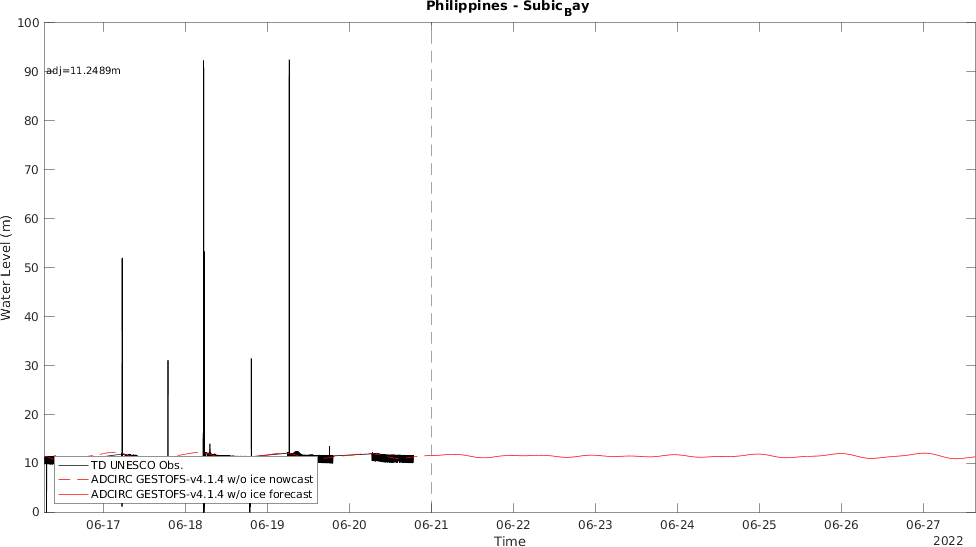 Philippines - Subic_Bay
100
90
80
70
60
50
40
30
20
10
0
adj=11.2489m
Water Level (m)
TD UNESCO Obs.
ADCIRC GESTOFS-v4.1.4 w/o ice nowcast
ADCIRC GESTOFS-v4.1.4 w/o ice forecast
06-17 06-18 06-19 06-20 06-21 06-22 06-23 06-24 06-25 06-26 06-27
Time
2022